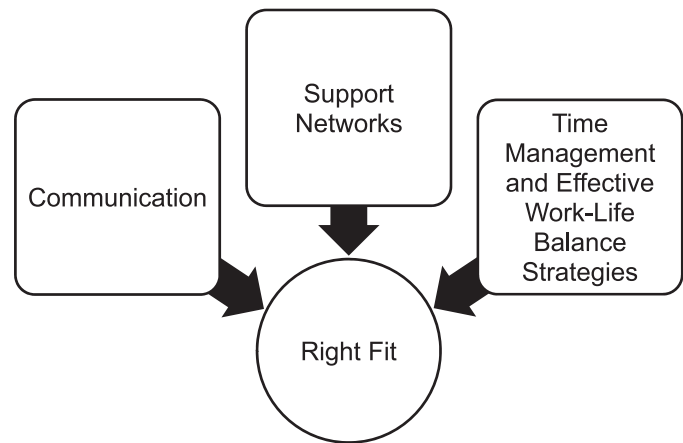 Communication
Support
Networks
Time
Management
and Effective
Work-Life
Balance
Strategies
Right Fit